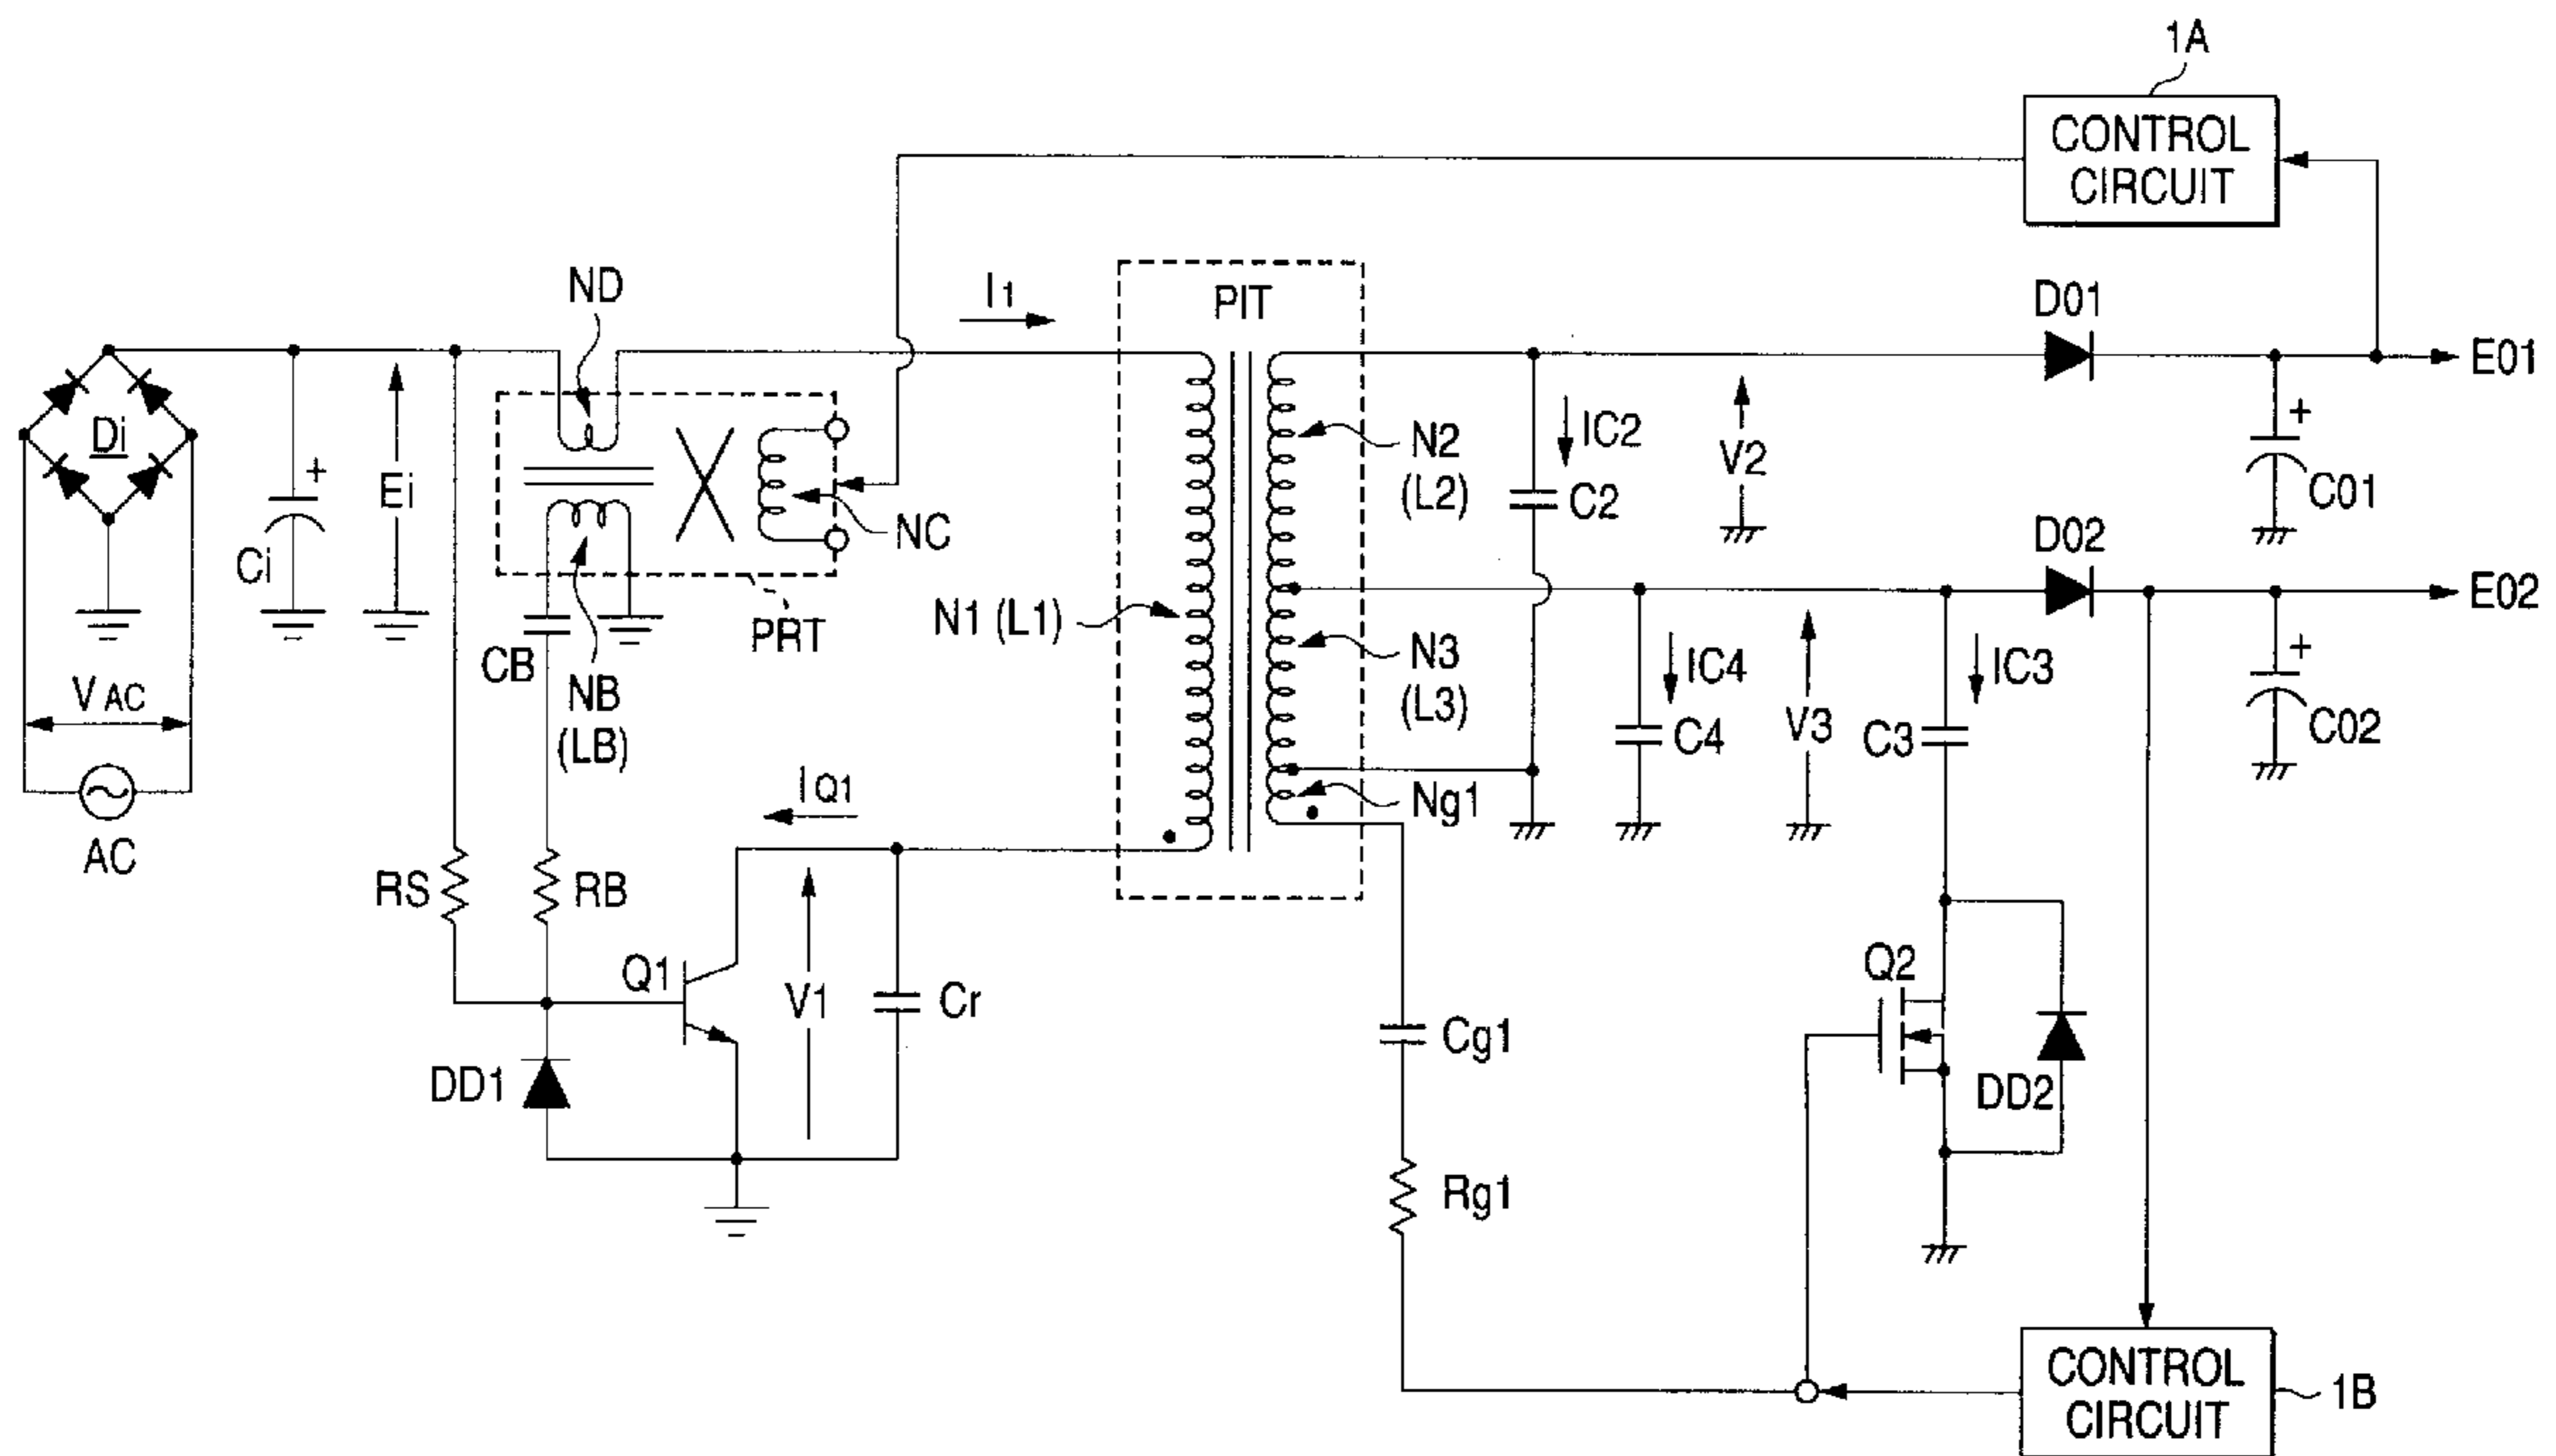 1A
CONTROL
CIRCUIT
ND
I1
PIT
D01
E01
Di
+
Ei
Ci
NC
N2
(L2)
IC2
C2
V2
+
C01
D02
E02
PRT
N1 (L1)
CB
NB
(LB)
N3
(L3)
IC4
C4
V3
IC3
C3
+
C02
VAC
AC
IQ1
Ng1
RS
RB
Q1
V1
Cr
DD1
Cg1
Rg1
Q2
DD2
CONTROL
CIRCUIT
1B